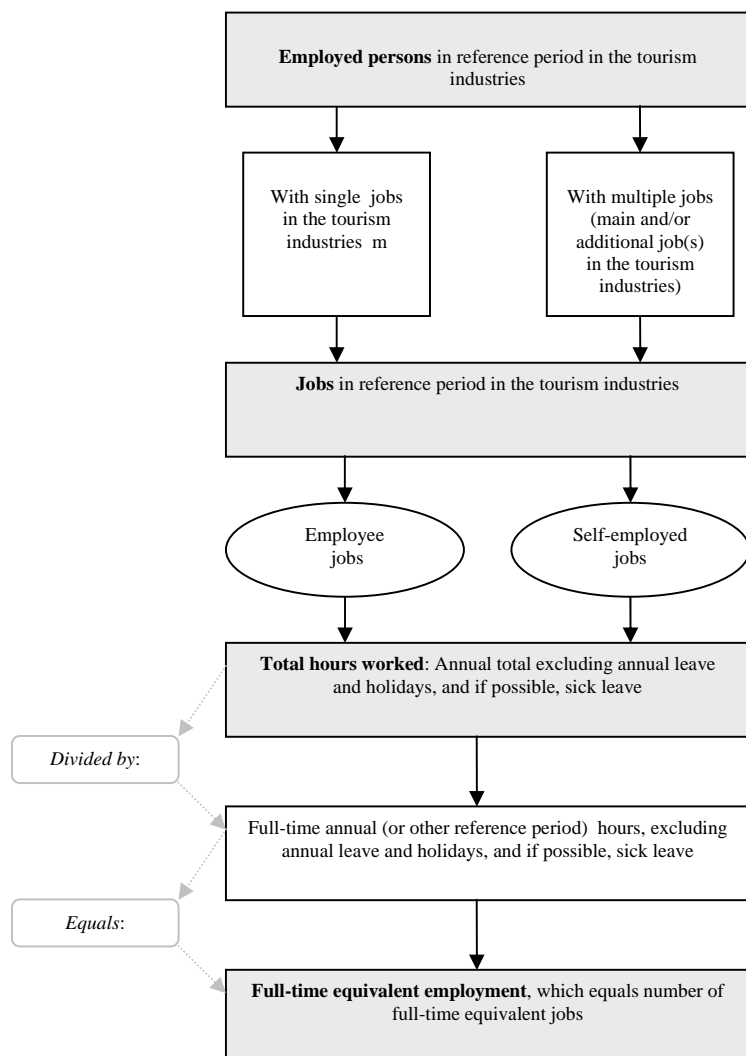 Employed persons in reference period in the tourism
industries
With single jobs
in the tourism
industries m
With multiple jobs
(main and/or
additional job(s)
in the tourism
industries)
Jobs in reference period in the tourism industries
Employee
jobs
Self-employed
jobs
Total hours worked: Annual total excluding annual leave
and holidays, and if possible, sick leave
Divided by:
Full-time annual (or other reference period) hours, excluding
annual leave and holidays, and if possible, sick leave
Equals:
Full-time equivalent employment, which equals number of
full-time equivalent jobs